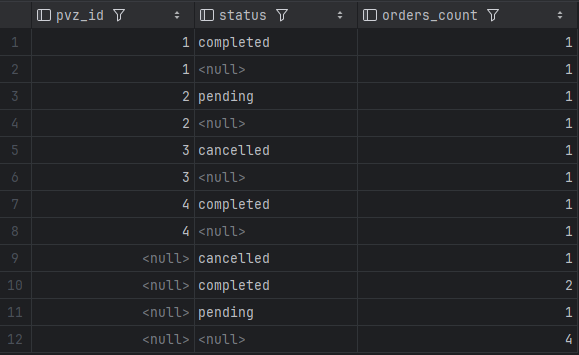 pvz_id status orders_count
1 1 completed 1
2 1 <null> 1
3 2 pending 1
4 2 <null> 1
5 3 cancelled 1
6 3 <null> 1
7 4 completed 1
8 4 <null> 1
9 <null> cancelled 1
10 <null> completed 2
11 <null> pending 1
12 <null> <null> 4